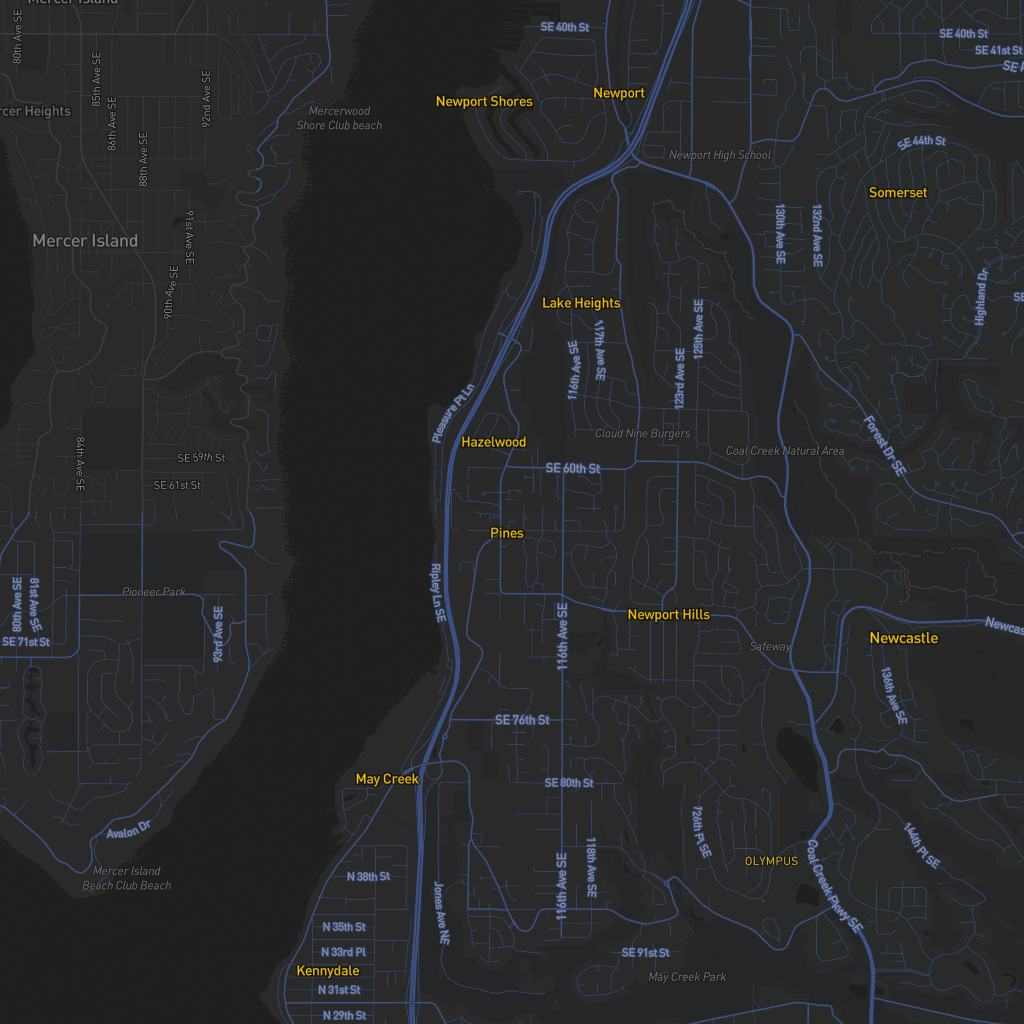 Mercer Island
80th Ave SE
SE 40th St
SE 40th St
SE 41st St
85th Ave SE
92nd Ave SE
Newport
Newport Shores
Mercerwood
Shore Club beach
86th Ave SE
88th Ave SE
SE 44th St
Newport High School
Somerset
91st Ave SE
130th Ave SE
132nd Ave SE
Mercer Island
90th Ave SE
Highland Dr
SE
Lake Heights
117th Ave SE
125th Ave SE
116th Ave SE
123rd Ave SE
Pleasure Pt Ln
Cloud Nine Burgers
Hazelwood
Forest Dr SE
Coal Creek Natural Area
84th Ave SE
SE 59th St
SE 60th St
SE 61st St
Pines
Ripley Ln SE
Pioneer Park
80th Ave SE
81st Ave SE
93rd Ave SE
116th Ave SE
Newport Hills
SE 71st St
Newcastle
Safeway
136th Ave SE
SE 76th St
May Creek
SE 80th St
126th Pl SE
Avalon Dr
144th Pl SE
OLYMPUS
Mercer Island
Beach Club Beach
118th Ave SE
N 38th St
116th Ave SE
Coal Creek Pkwy SE
Jones Ave NE
N 35th St
N 33rd Pl
SE 91st St
Kennydale
May Creek Park
N 31st St
N 29th St